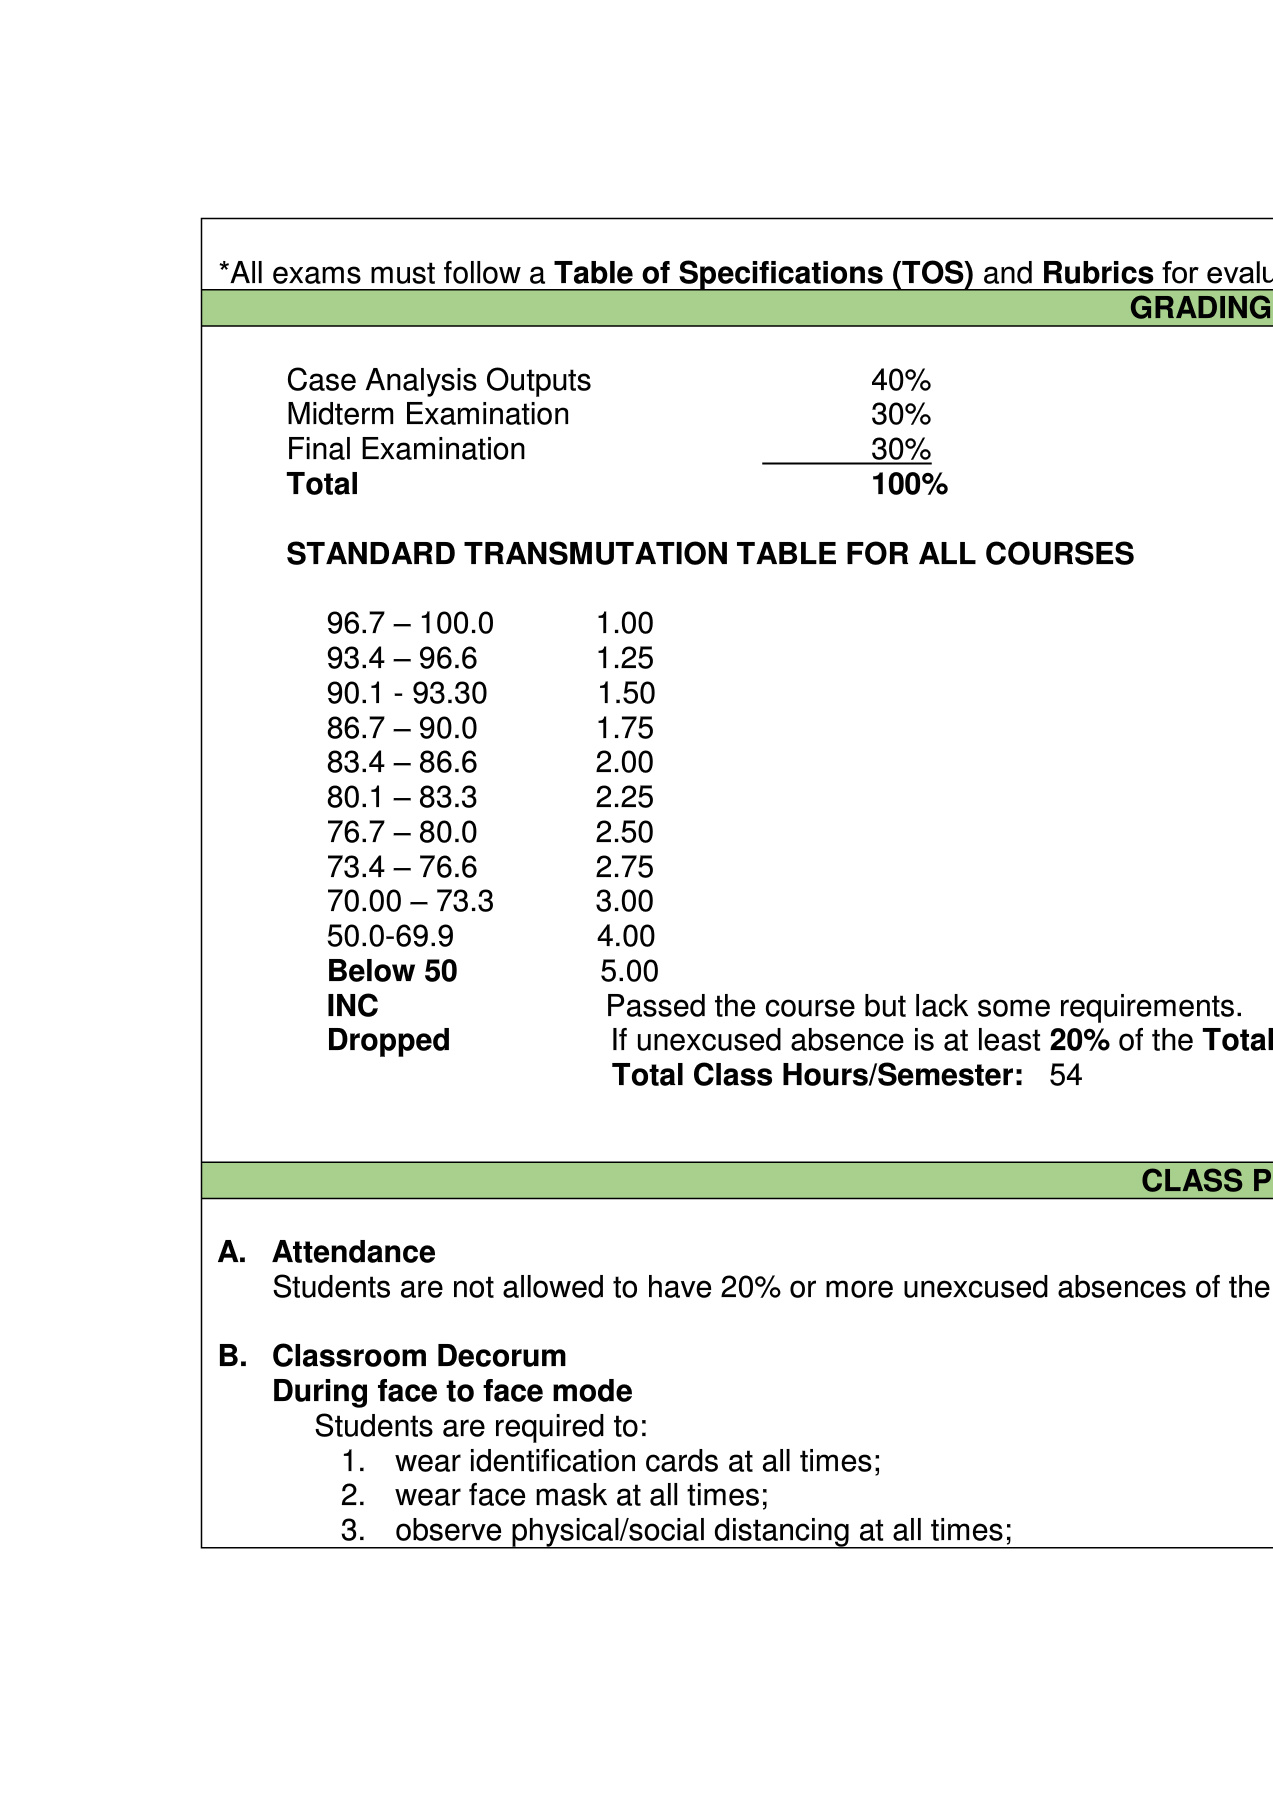 *All exams must follow a Table of Specifications (TOS) and Rubrics for evalu
GRADING
Case Analysis Outputs 40%
Midterm Examination 30%
Final Examination 30%
Total 100%
STANDARD TRANSMUTATION TABLE FOR ALL COURSES
96.7 – 100.0 1.00
93.4 – 96.6 1.25
90.1 - 93.30 1.50
86.7 – 90.0 1.75
83.4 – 86.6 2.00
80.1 – 83.3 2.25
76.7 – 80.0 2.50
73.4 – 76.6 2.75
70.00 – 73.3 3.00
50.0-69.9 4.00
Below 50 5.00
INC Passed the course but lack some requirements.
Dropped If unexcused absence is at least 20% of the Total
Total Class Hours/Semester: 54
CLASS P
A. Attendance
Students are not allowed to have 20% or more unexcused absences of the
B. Classroom Decorum
During face to face mode
Students are required to:
1. wear identification cards at all times;
2. wear face mask at all times;
3. observe physical/social distancing at all times;